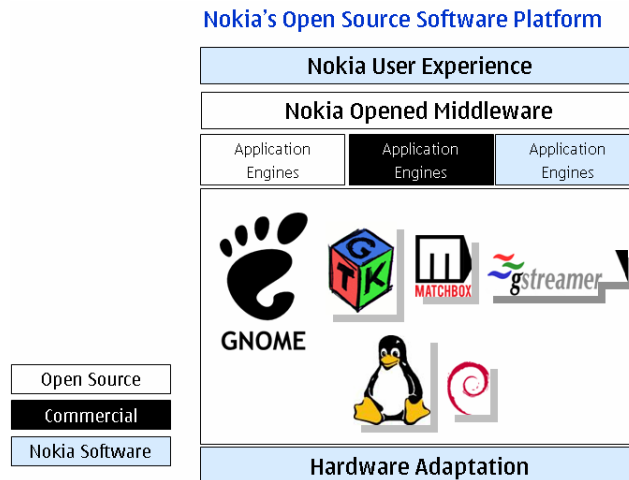 Nokia's Open Source Software Platform
Nokia User Experience
Nokia Opened Middleware
Application Engines
Application Engines
Application Engines
GTK
GNOME
MATCHBOX
gstreamer
Open Source
Commercial
Nokia Software
Hardware Adaptation